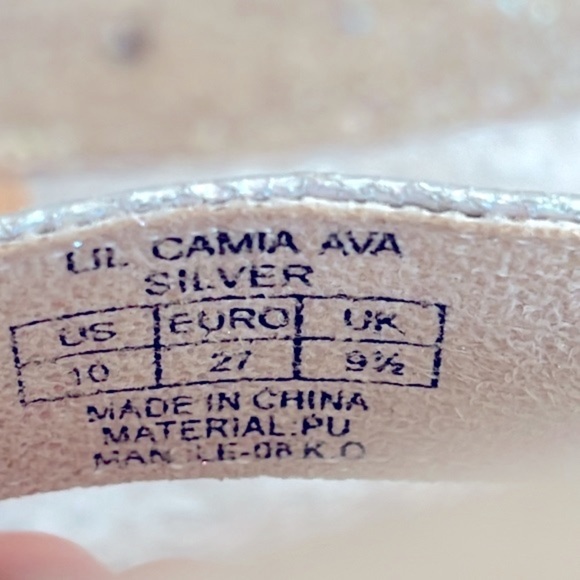 LIL CAMIA AVA
SILVER
US EURO UK
10 27 9½
MADE IN CHINA
MATERIAL:PU